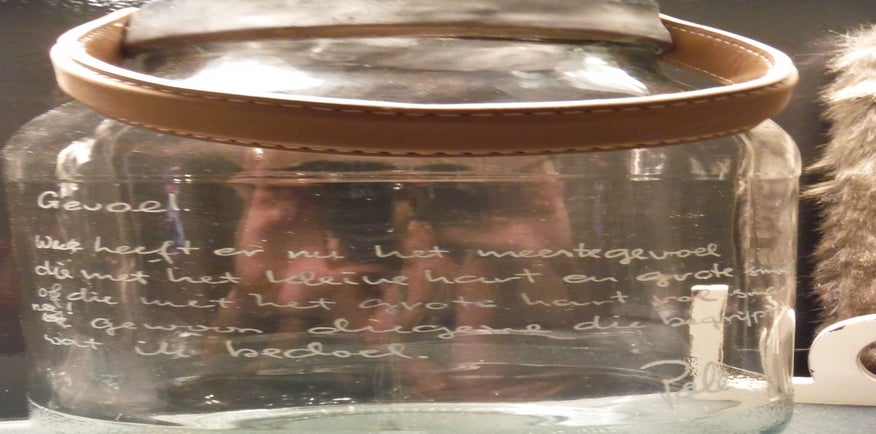 Gevoel.
Wie heeft er nu het meeste gevoel
die met het kleine hart en grote
die met het grote hart
gewoon diegene die begrypt
wat ik bedoel.